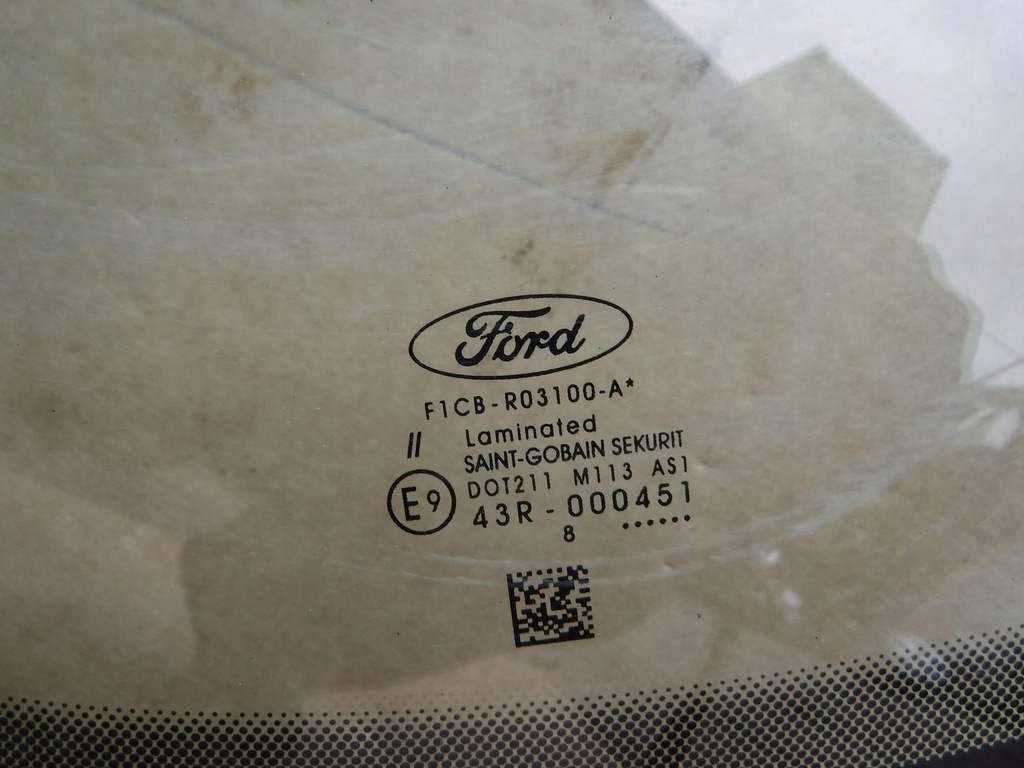 Ford
F1CB-R03100-A*
II Laminated
SAINT-GOBAIN SEKURIT
DOT211 M113 AS1
E9 43R-000451
8 ......